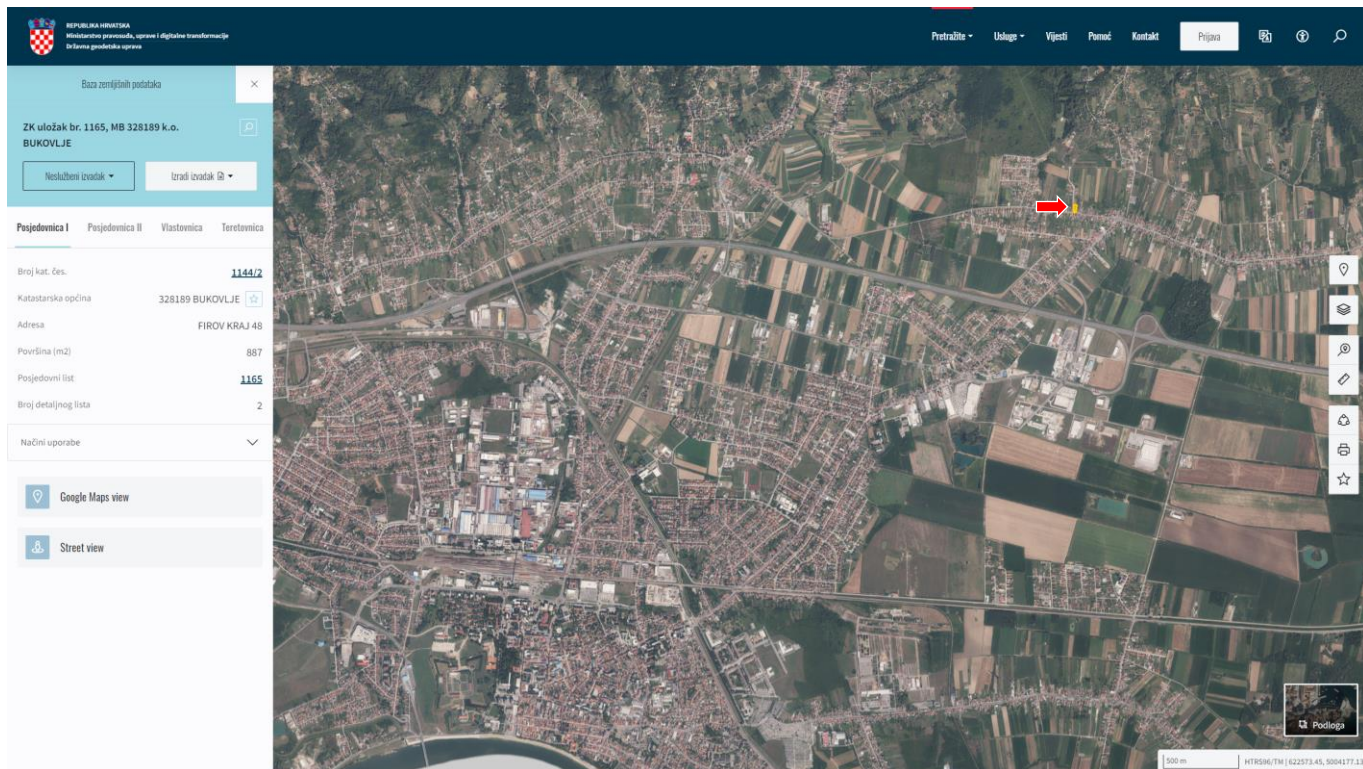 REPUBLIKA HRVATSKA
Ministarstvo pravosuđa, uprave i digitalne transformacije
Državna geodetska uprava
Pretražite
Usluge
Vijesti
Pomoć
Kontakt
Prijava
Baza zemljišnih podataka
ZK uložak br. 1165, MB 328189 k.o.
BUKOVLJE
Neslužbeni izvadak
Izradi izvadak
Posjedovnica I
Posjedovnica II
Vlastovnica
Teretovnica
Broj kat. čes.
1144/2
Katastarska općina
328189 BUKOVLJE
Adresa
FIROV KRAJ 48
Površina (m2)
887
Posjedovni list
1165
Broj detaljnog lista
2
Načini uporabe
Google Maps view
Street view
Podloga
500 m
HTRS96/TM | 622573.45, 5004177.13